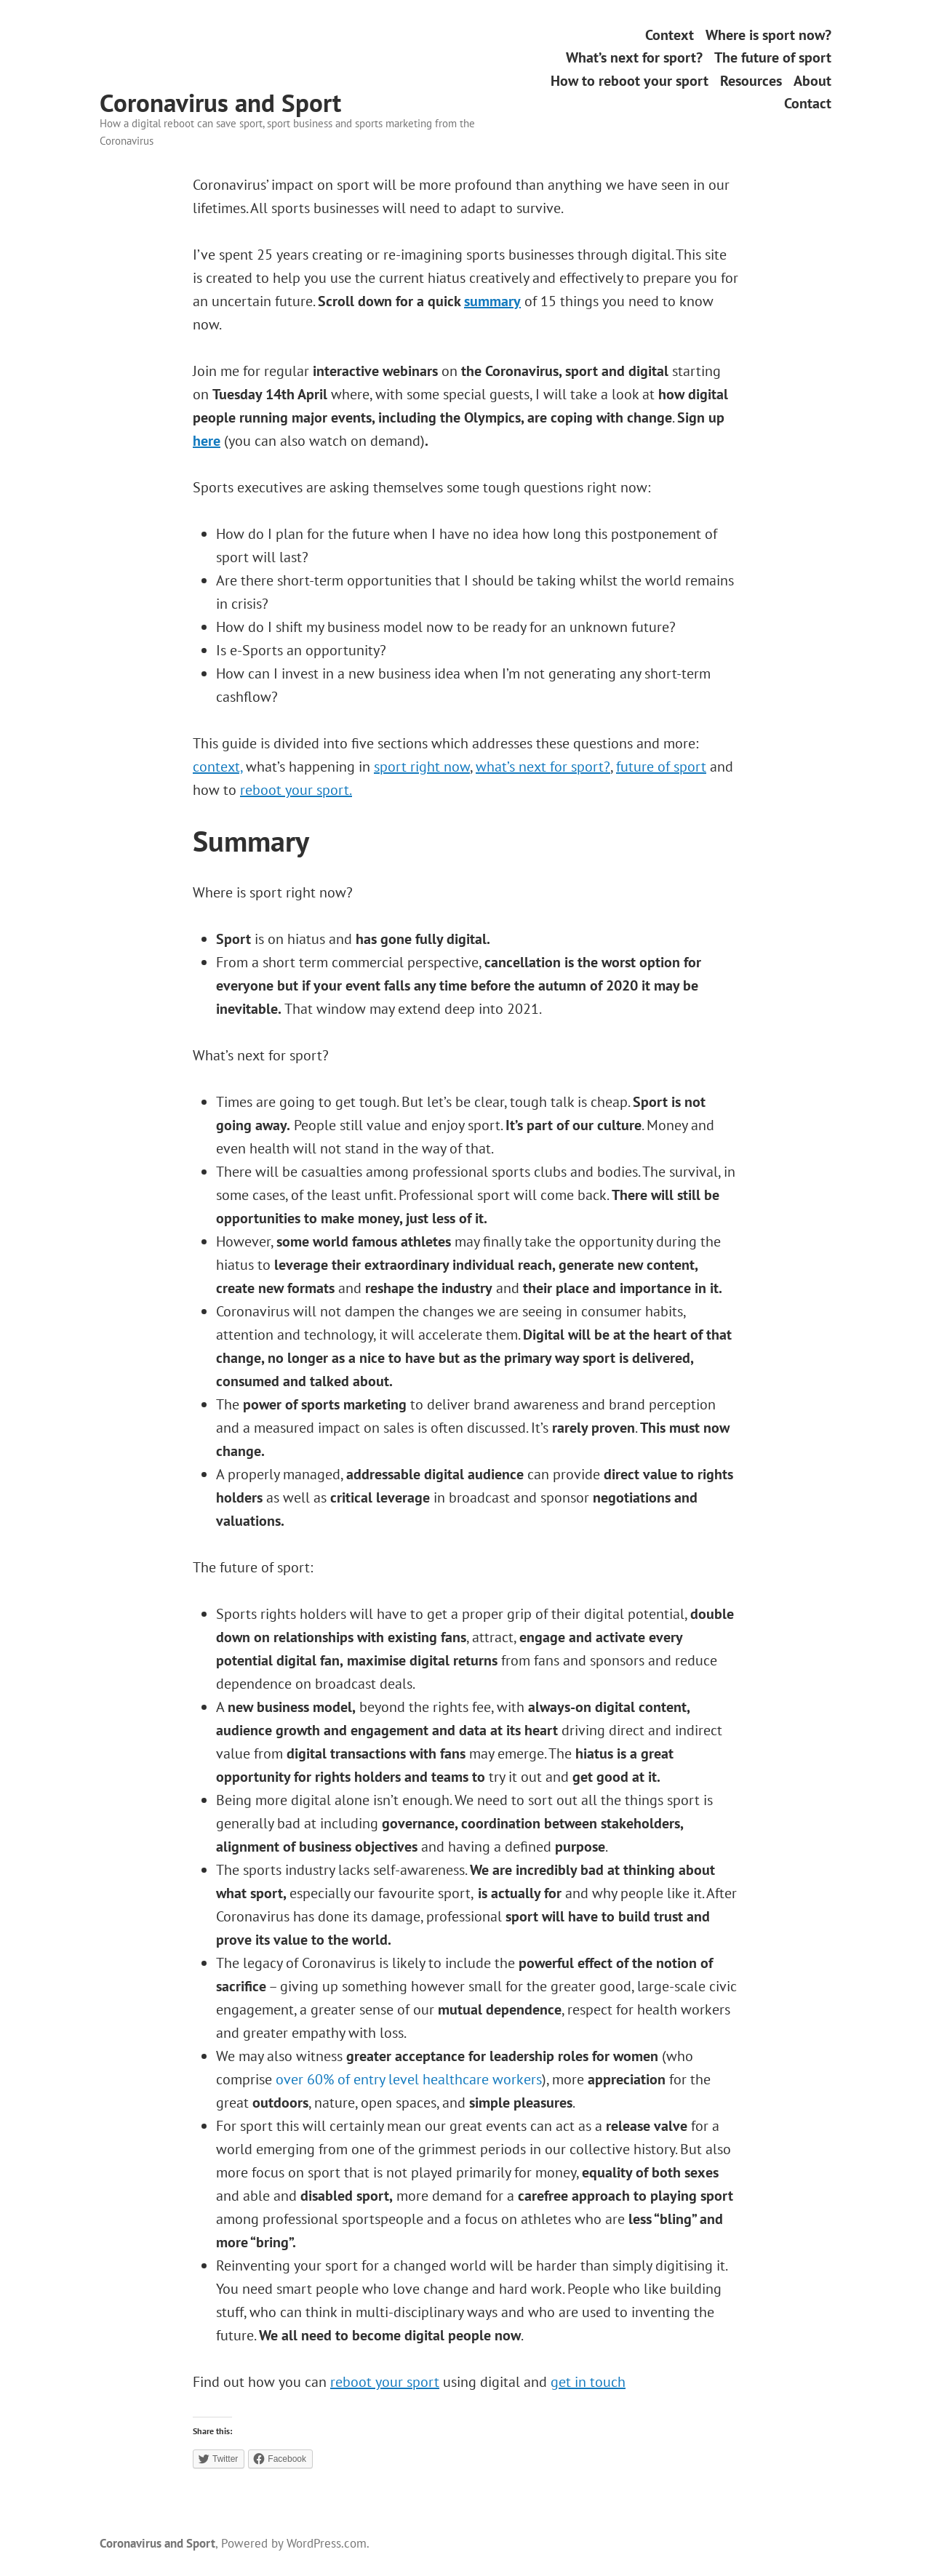 Context Where is sport now?
What’s next for sport? The future of sport
How to reboot your sport Resources About
Contact
Coronavirus and Sport
How a digital reboot can save sport, sport business and sports marketing from the
Coronavirus
Coronavirus’ impact on sport will be more profound than anything we have seen in our
lifetimes. All sports businesses will need to adapt to survive.
I’ve spent 25 years creating or re-imagining sports businesses through digital. This site
is created to help you use the current hiatus creatively and effectively to prepare you for
an uncertain future. Scroll down for a quick summary of 15 things you need to know
now.
Join me for regular interactive webinars on the Coronavirus, sport and digital starting
on Tuesday 14th April where, with some special guests, I will take a look at how digital
people running major events, including the Olympics, are coping with change. Sign up
here (you can also watch on demand).
Sports executives are asking themselves some tough questions right now:
• How do I plan for the future when I have no idea how long this postponement of
sport will last?
• Are there short-term opportunities that I should be taking whilst the world remains
in crisis?
• How do I shift my business model now to be ready for an unknown future?
• Is e-Sports an opportunity?
• How can I invest in a new business idea when I’m not generating any short-term
cashflow?
This guide is divided into five sections which addresses these questions and more:
context, what’s happening in sport right now, what’s next for sport?, future of sport and
how to reboot your sport.
Summary
Where is sport right now?
• Sport is on hiatus and has gone fully digital.
• From a short term commercial perspective, cancellation is the worst option for
everyone but if your event falls any time before the autumn of 2020 it may be
inevitable. That window may extend deep into 2021.
What’s next for sport?
• Times are going to get tough. But let’s be clear, tough talk is cheap. Sport is not
going away. People still value and enjoy sport. It’s part of our culture. Money and
even health will not stand in the way of that.
• There will be casualties among professional sports clubs and bodies. The survival, in
some cases, of the least unfit. Professional sport will come back. There will still be
opportunities to make money, just less of it.
• However, some world famous athletes may finally take the opportunity during the
hiatus to leverage their extraordinary individual reach, generate new content,
create new formats and reshape the industry and their place and importance in it.
• Coronavirus will not dampen the changes we are seeing in consumer habits,
attention and technology, it will accelerate them. Digital will be at the heart of that
change, no longer as a nice to have but as the primary way sport is delivered,
consumed and talked about.
• The power of sports marketing to deliver brand awareness and brand perception
and a measured impact on sales is often discussed. It’s rarely proven. This must now
change.
• A properly managed, addressable digital audience can provide direct value to rights
holders as well as critical leverage in broadcast and sponsor negotiations and
valuations.
The future of sport:
• Sports rights holders will have to get a proper grip of their digital potential, double
down on relationships with existing fans, attract, engage and activate every
potential digital fan, maximise digital returns from fans and sponsors and reduce
dependence on broadcast deals.
• A new business model, beyond the rights fee, with always-on digital content,
audience growth and engagement and data at its heart driving direct and indirect
value from digital transactions with fans may emerge. The hiatus is a great
opportunity for rights holders and teams to try it out and get good at it.
• Being more digital alone isn’t enough. We need to sort out all the things sport is
generally bad at including governance, coordination between stakeholders,
alignment of business objectives and having a defined purpose.
• The sports industry lacks self-awareness. We are incredibly bad at thinking about
what sport, especially our favourite sport, is actually for and why people like it. After
Coronavirus has done its damage, professional sport will have to build trust and
prove its value to the world.
• The legacy of Coronavirus is likely to include the powerful effect of the notion of
sacrifice – giving up something however small for the greater good, large-scale civic
engagement, a greater sense of our mutual dependence, respect for health workers
and greater empathy with loss.
• We may also witness greater acceptance for leadership roles for women (who
comprise over 60% of entry level healthcare workers), more appreciation for the
great outdoors, nature, open spaces, and simple pleasures.
• For sport this will certainly mean our great events can act as a release valve for a
world emerging from one of the grimmest periods in our collective history. But also
more focus on sport that is not played primarily for money, equality of both sexes
and able and disabled sport, more demand for a carefree approach to playing sport
among professional sportspeople and a focus on athletes who are less “bling” and
more “bring”.
• Reinventing your sport for a changed world will be harder than simply digitising it.
You need smart people who love change and hard work. People who like building
stuff, who can think in multi-disciplinary ways and who are used to inventing the
future. We all need to become digital people now.
Find out how you can reboot your sport using digital and get in touch
Share this:
Twitter Facebook
Coronavirus and Sport, Powered by WordPress.com.